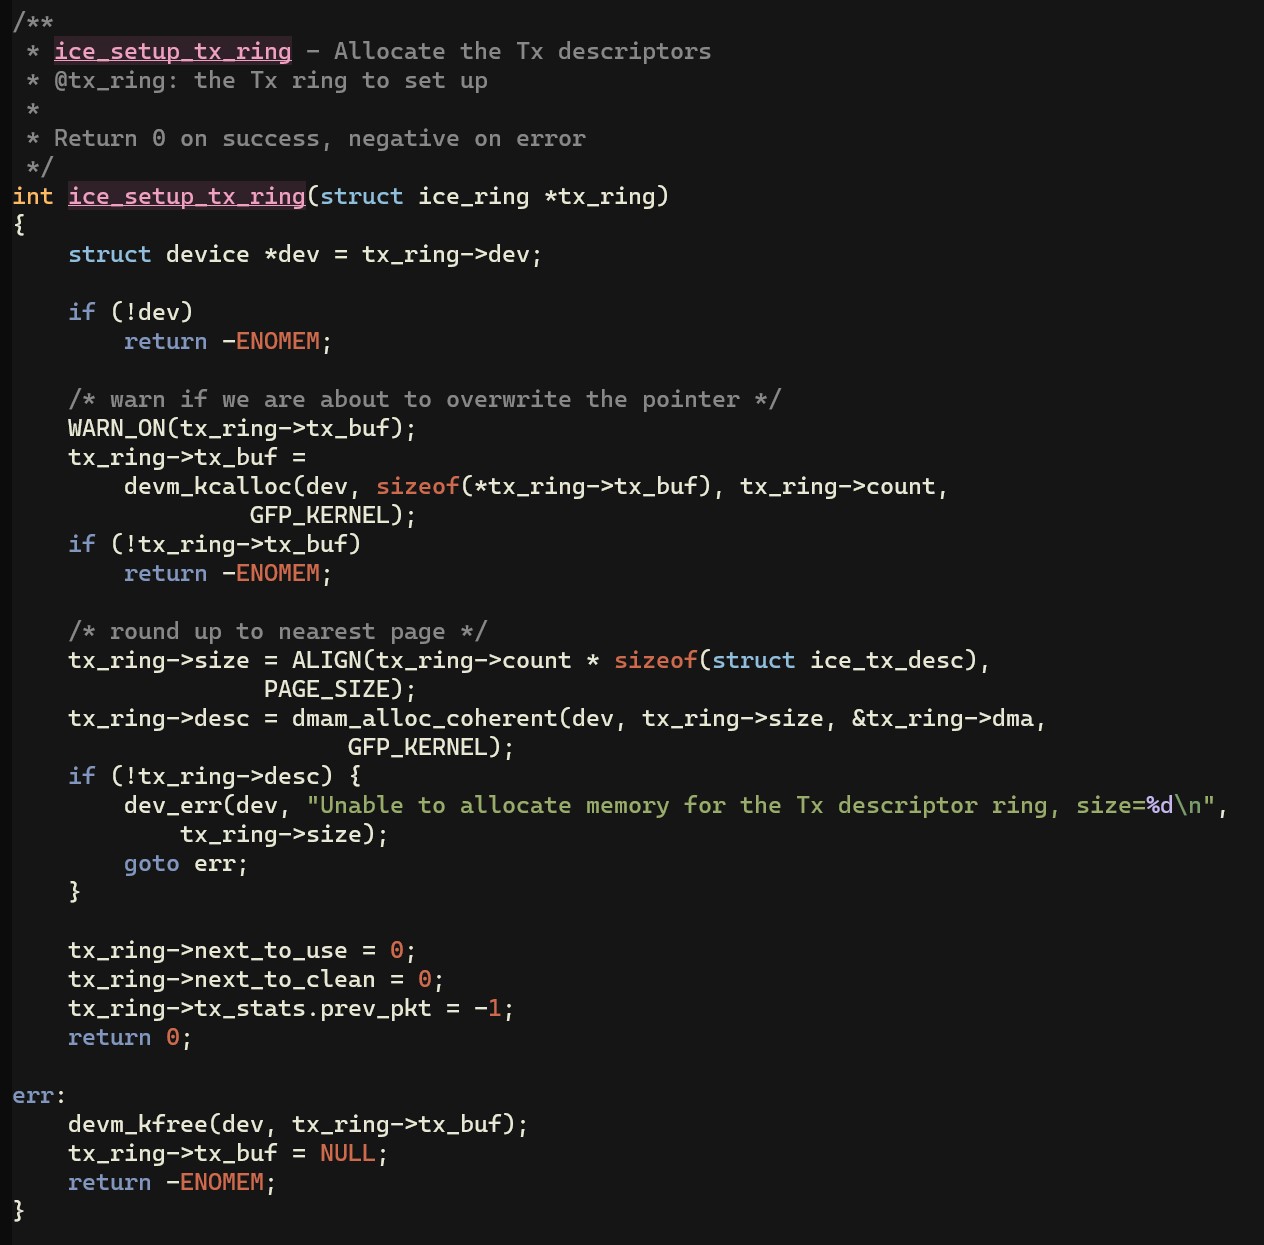 /**
 * ice_setup_tx_ring - Allocate the Tx descriptors
 * @tx_ring: the Tx ring to set up
 *
 * Return 0 on success, negative on error
 */
int ice_setup_tx_ring(struct ice_ring *tx_ring)
{
    struct device *dev = tx_ring->dev;

    if (!dev)
        return -ENOMEM;

    /* warn if we are about to overwrite the pointer */
    WARN_ON(tx_ring->tx_buf);
    tx_ring->tx_buf =
        devm_kcalloc(dev, sizeof(*tx_ring->tx_buf), tx_ring->count,
                 GFP_KERNEL);
    if (!tx_ring->tx_buf)
        return -ENOMEM;

    /* round up to nearest page */
    tx_ring->size = ALIGN(tx_ring->count * sizeof(struct ice_tx_desc),
                  PAGE_SIZE);
    tx_ring->desc = dmam_alloc_coherent(dev, tx_ring->size, &tx_ring->dma,
                        GFP_KERNEL);
    if (!tx_ring->desc) {
        dev_err(dev, "Unable to allocate memory for the Tx descriptor ring, size=%d\n",
            tx_ring->size);
        goto err;
    }

    tx_ring->next_to_use = 0;
    tx_ring->next_to_clean = 0;
    tx_ring->tx_stats.prev_pkt = -1;
    return 0;

err:
    devm_kfree(dev, tx_ring->tx_buf);
    tx_ring->tx_buf = NULL;
    return -ENOMEM;
}